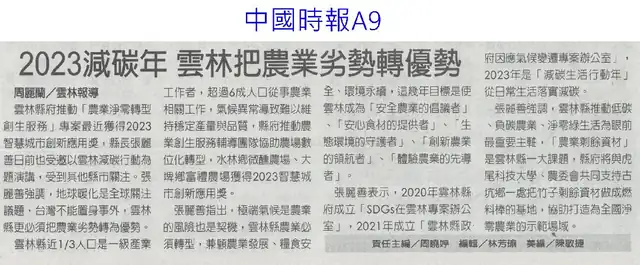 中國時報A9
2023減碳年 雲林把農業劣勢轉優勢
周麗蘭／雲林報導
雲林縣府推動「農業淨零轉型
創生服務」專案最近獲得2023
智慧城市創新應用獎，縣長張麗
善日前也受邀以雲林減碳行動為
題演講，受到其他縣市關注。張
麗善強調，地球暖化是全球關注
議題，台灣不能置身事外，雲林
縣更必須把農業劣勢轉為優勢。
雲林縣近1/3人口是一級產業
工作者，超過6成人口從事農業
相關工作，氣候異常導致難以維
持穩定產量與品質，縣府推動農
業創生服務輔導團隊協助農場數
位化轉型，水林鄉微醺農場、大
埤鄉富禮農場獲得2023智慧城
市創新應用獎。
張麗善指出，極端氣候是農業
的風險也是契機，雲林縣農業必
須轉型，兼顧農業發展、糧食安
全、環境永續，這幾年目標是使
雲林成為「安全農業的倡議者」
、「安心食材的提供者」、「生
態環境的守護者」、「創新農業
的領航者」、「體驗農業的先導
者」。
張麗善表示，2020年雲林縣
府成立「SDGs在雲林專案辦公
室」，2021年成立「雲林縣政
府因應氣候變遷專案辦公室」，
2023年是「減碳生活行動年」
從日常生活落實減碳。
張麗善強調，雲林縣推動低碳
、負碳農業、淨零綠生活為眼前
最重要主軸，「農業剩餘資材」
是雲林縣一大課題，縣府將與虎
尾科技大學、農委會共同支持古
坑鄉一處把竹子剩餘資材做成燃
料棒的基地，協助打造為全國淨
零農業的示範場域。
責任主編／周曉婷 編輯／林芳瑜 美編／陳敏捷